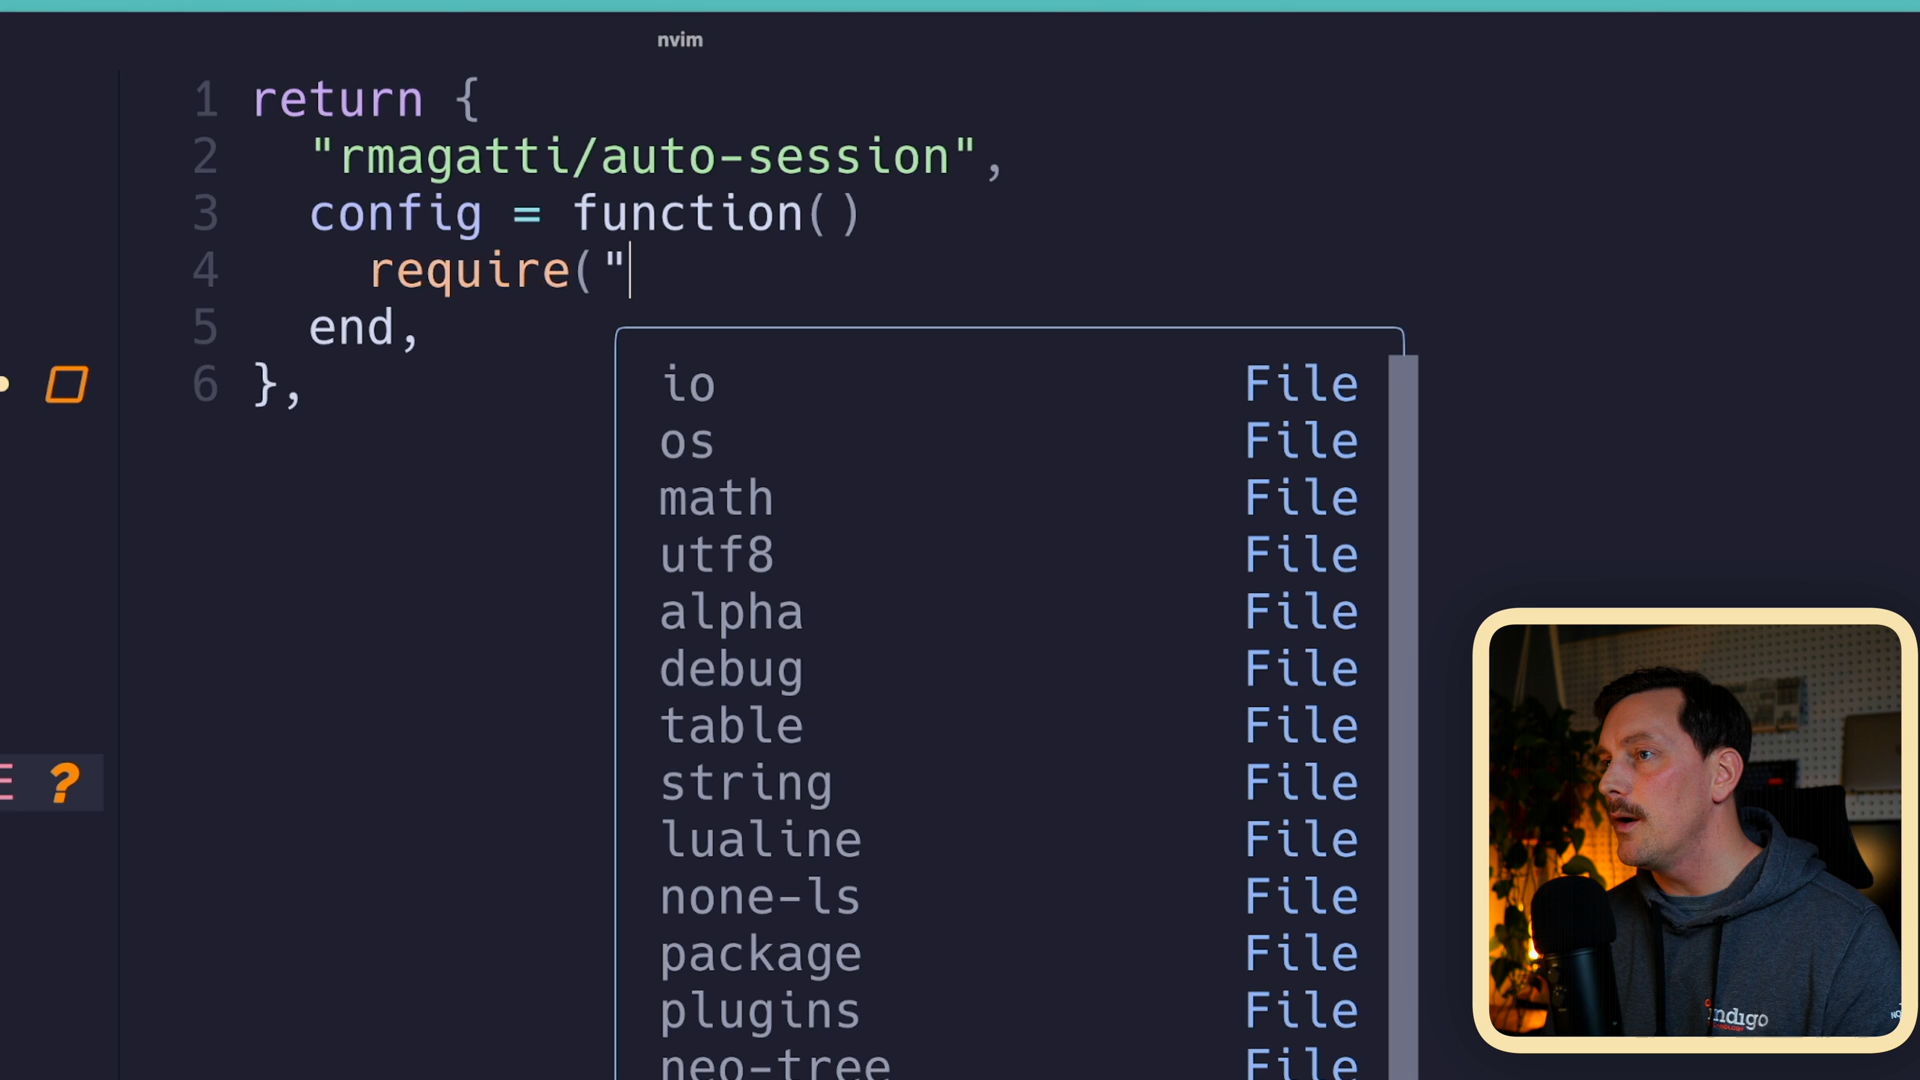 nvim
1 return {
2 "rmagatti/auto-session",
3 config = function()
4 require("
5 end,
6 },
io File
os File
math File
utf8 File
alpha File
debug File
table File
string File
lualine File
none-ls File
package File
plugins File
neo-tree File
?
indigo